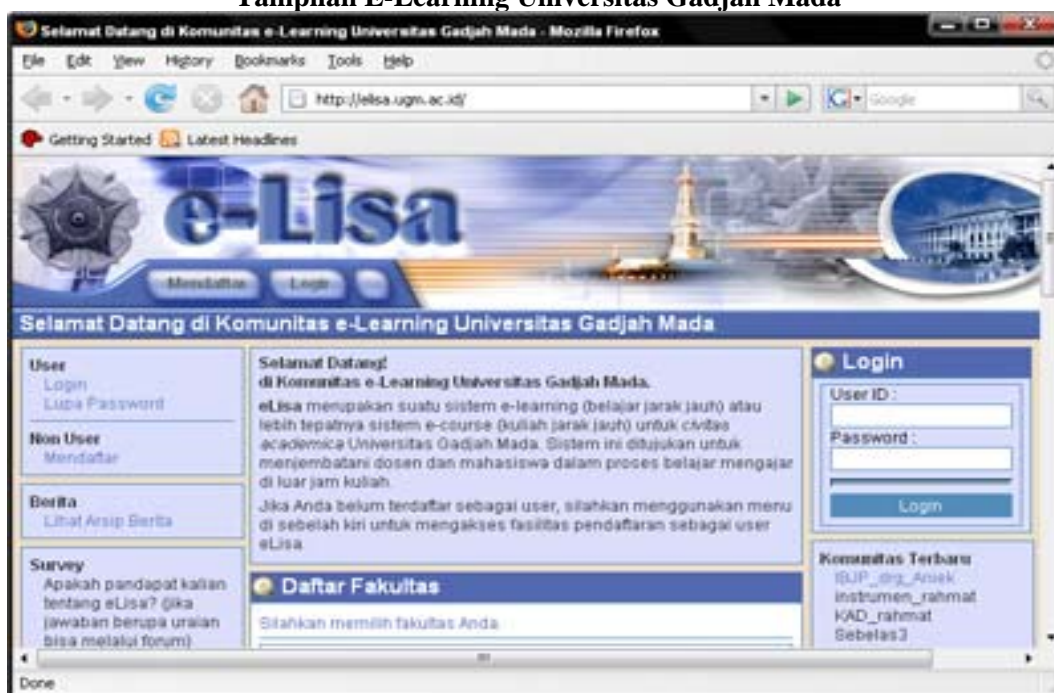 Tampilan E-Learning Universitas Gadjah Mada
Selamat Datang di Komunitas e-Learning Universitas Gadjah Mada - Mozilla Firefox
File Edit View History Bookmarks Tools Help
http://elisa.ugm.ac.id/
Google
Getting Started Latest Headlines
e-Lisa
Mendaftar Login
Selamat Datang di Komunitas e-Learning Universitas Gadjah Mada
User
Login
Lupa Password
Non User
Mendaftar
Berita
Lihat Arsip Berita
Survey
Apakah pandapat kalian
tentang eLisa? (jika
jawaban berupa uraian
bisa melalui forum)
Selamat Datang!
di Komunitas e-Learning Universitas Gadjah Mada.
eLisa merupakan suatu sistem e-learning (belajar jarak jauh) atau
lebih tepatnya sistem e-course (kuliah jarak jauh) untuk civitas
academica Universitas Gadjah Mada. Sistem ini ditujukan untuk
menjembatani dosen dan mahasiswa dalam proses belajar mengajar
di luar jam kuliah.
Jika Anda belum terdaftar sebagai user, silahkan menggunakan menu
di sebelah kiri untuk mengakses fasilitas pendaftaran sebagai user
eLisa
Daftar Fakultas
Silahkan memilih fakultas Anda
Login
User ID :
Password :
Login
Komunitas Terbaru
IBJP_drg_Aniek
instrumen_rahmat
KAD_rahmat
Sebelas3
Done